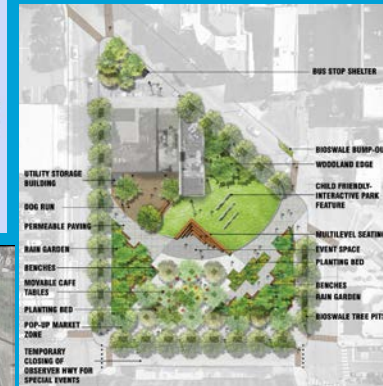 BUS STOP SHELTER
BIOSWALE BUMP-OU
WOODLAND EDGE
UTILITY STORAGE
BUILDING
CHILD FRIENDLY-
INTERACTIVE PARK
FEATURE
DOG RUN
PERMEABLE PAVING
MULTILEVEL SEATING
RAIN GARDEN
EVENT SPACE
PLANTING BED
BENCHES
MOVABLE CAFE
TABLES
BENCHES
RAIN GARDEN
PLANTING BED
BIOSWALE TREE PITS
POP-UP MARKET
ZONE
TEMPORARY
CLOSING OF
OBSERVER HWY FOR
SPECIAL EVENTS